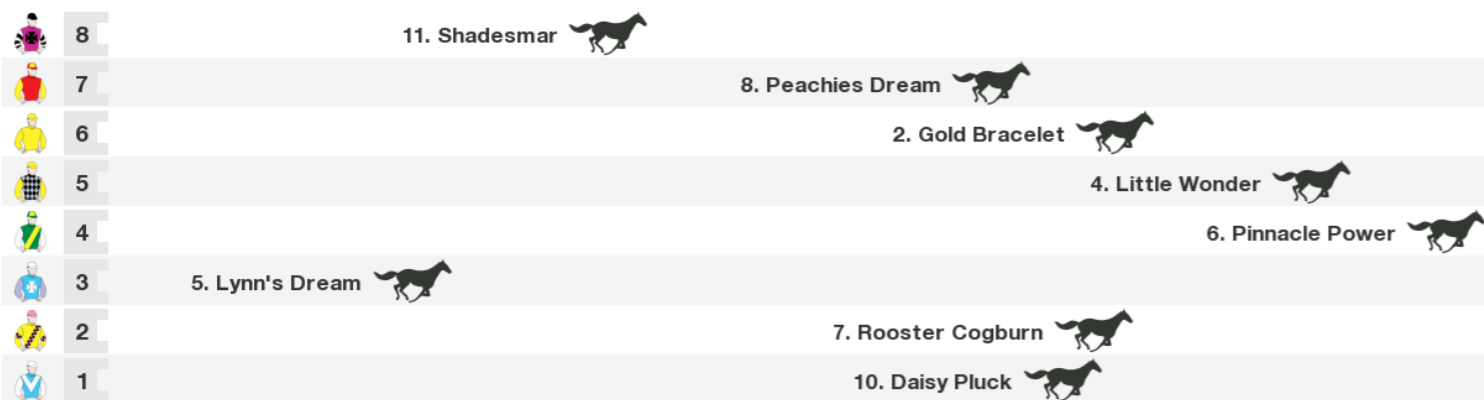 8 11. Shadesmar
7 8. Peachies Dream
6 2. Gold Bracelet
5 4. Little Wonder
4 6. Pinnacle Power
3 5. Lynn's Dream
2 7. Rooster Cogburn
1 10. Daisy Pluck